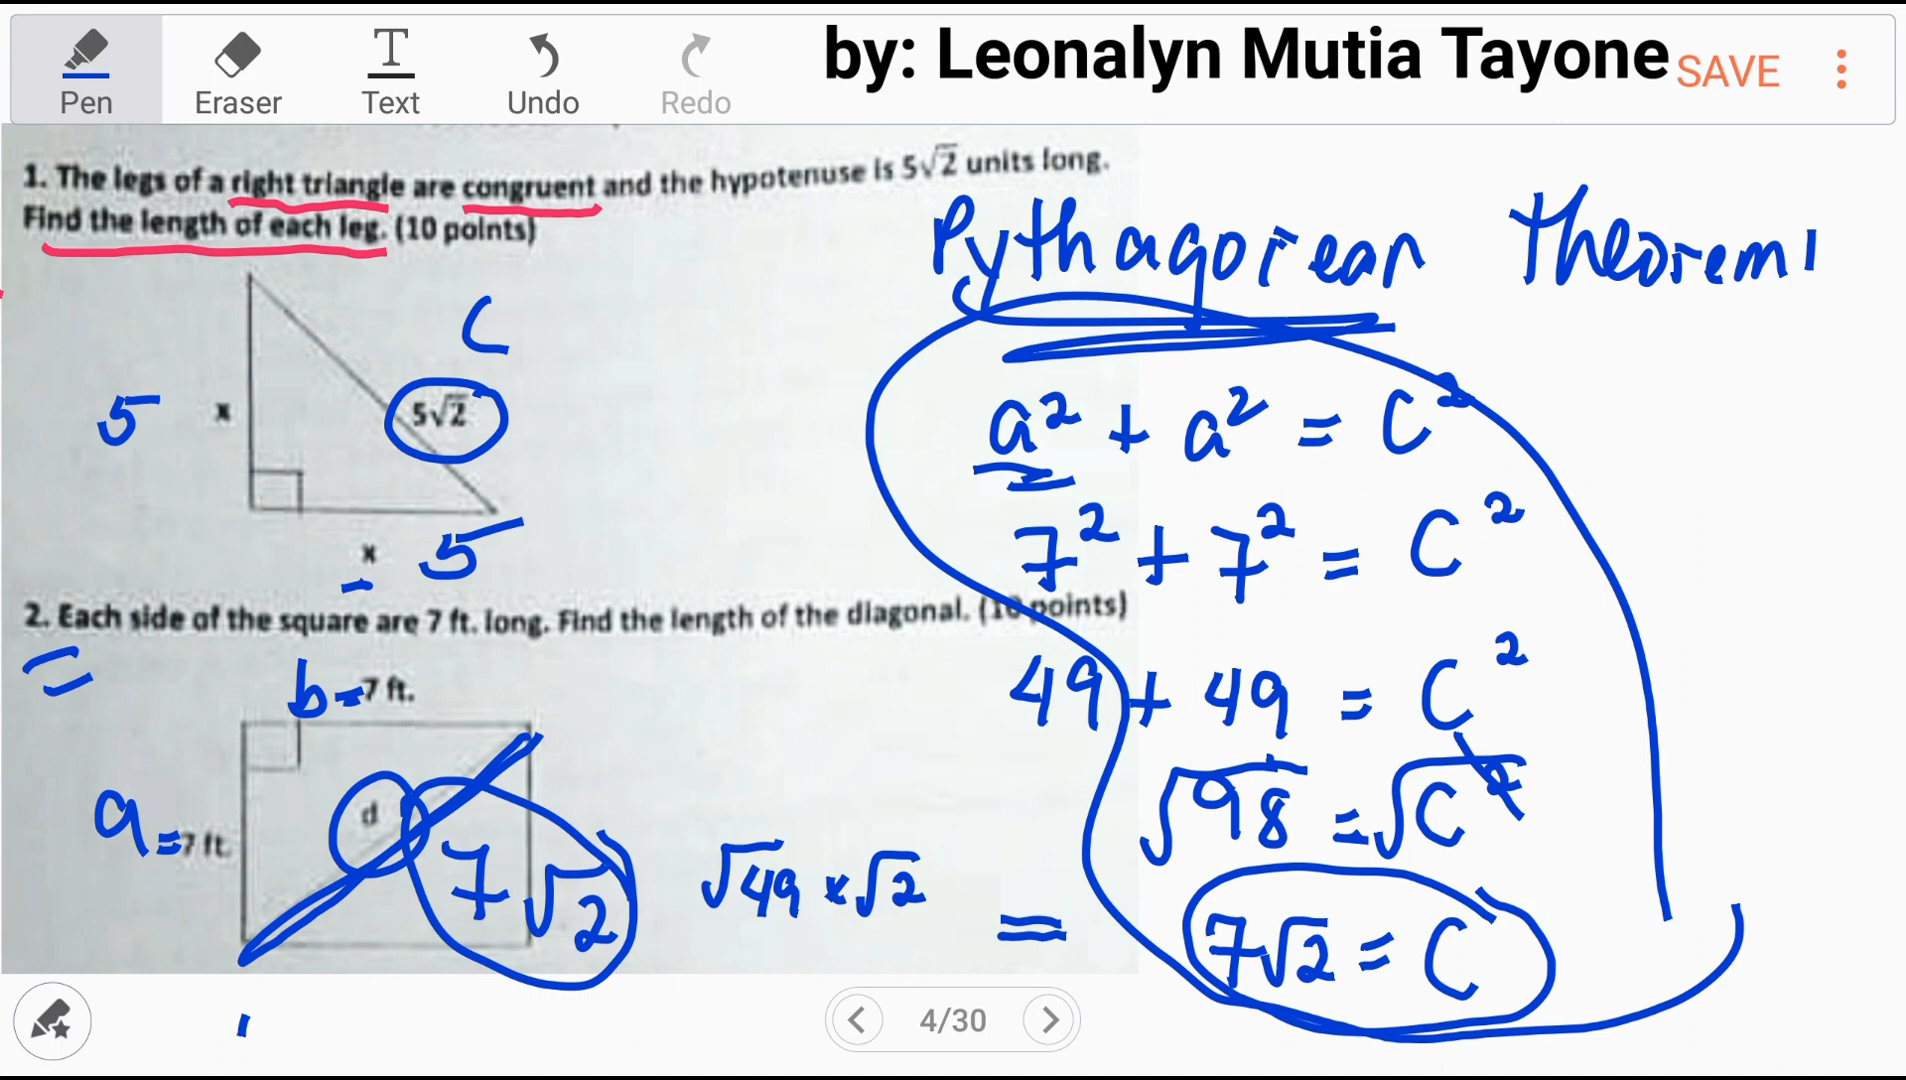 by: Leonalyn Mutia Tayone
Pen Eraser Text Undo Redo SAVE
1. The legs of a right triangle are congruent and the hypotenuse is 5√2 units long.
Find the length of each leg. (10 points)
Pythagorean Theorem
C
5 x 5√2
x 5
a² + a² = C²
7² + 7² = C²
2. Each side of the square are 7 ft. long. Find the length of the diagonal. (10 points)
b = 7 ft.
49 + 49 = C²
a = 7 ft. d 7√2
√98 = √C²
√49 × √2 = 7√2 = C
4/30